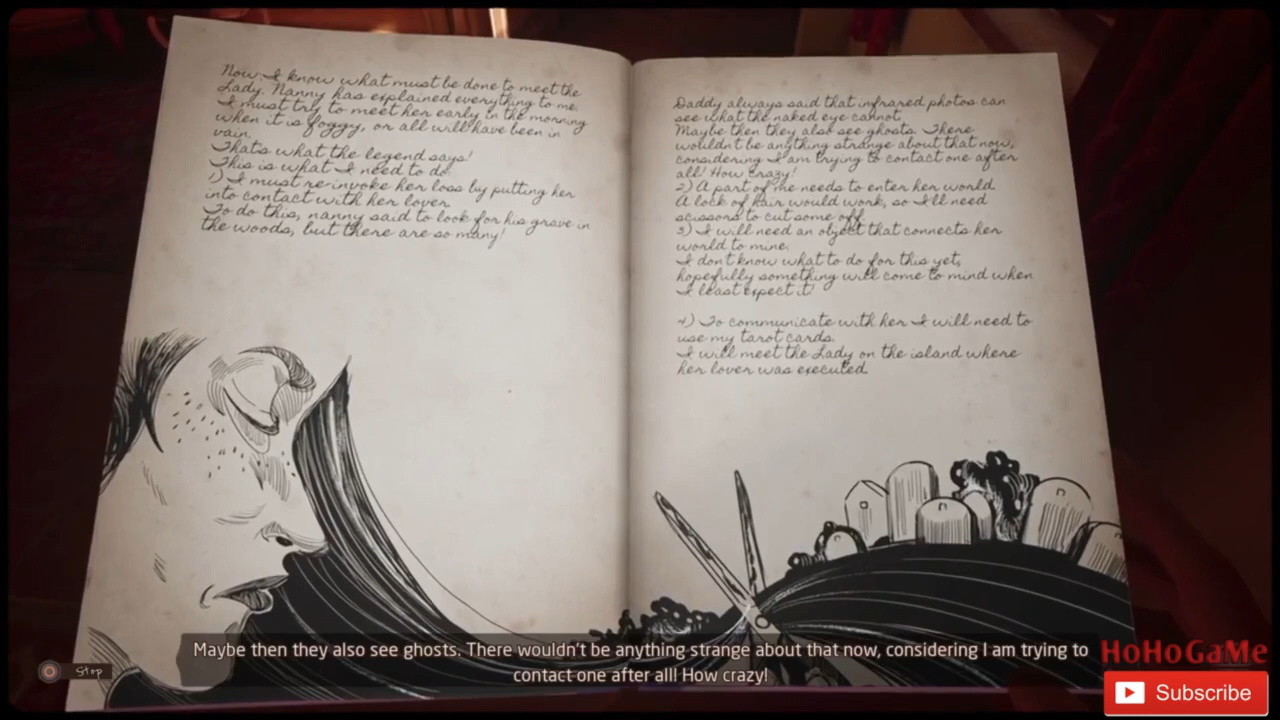 Now I know what must be done to meet the
Lady. Nanny has explained everything to me.
I must try to meet her early in the morning
when it is foggy, or all will have been in
vain.
That's what the legend says!
This is what I need to do:
1) I must re-invoke her loss by putting her
into contact with her lover.
To do this, nanny said to look for his grave in
the woods, but there are so many!
Daddy always said that infrared photos can
see what the naked eye cannot.
Maybe then they also see ghosts. There
wouldn't be anything strange about that now,
considering I am trying to contact one after
all! How crazy!
2) A part of me needs to enter her world.
A lock of hair would work, so I'll need
scissors to cut some off.
3) I will need an object that connects her
world to mine.
I don't know what to do for this yet,
hopefully something will come to mind when
I least expect it!
4) To communicate with her I will need to
use my tarot cards.
I will meet the Lady on the island where
her lover was executed.
Maybe then they also see ghosts. There wouldn't be anything strange about that now, considering I am trying to
contact one after all! How crazy!
Stop
HoHoGaMe
Subscribe